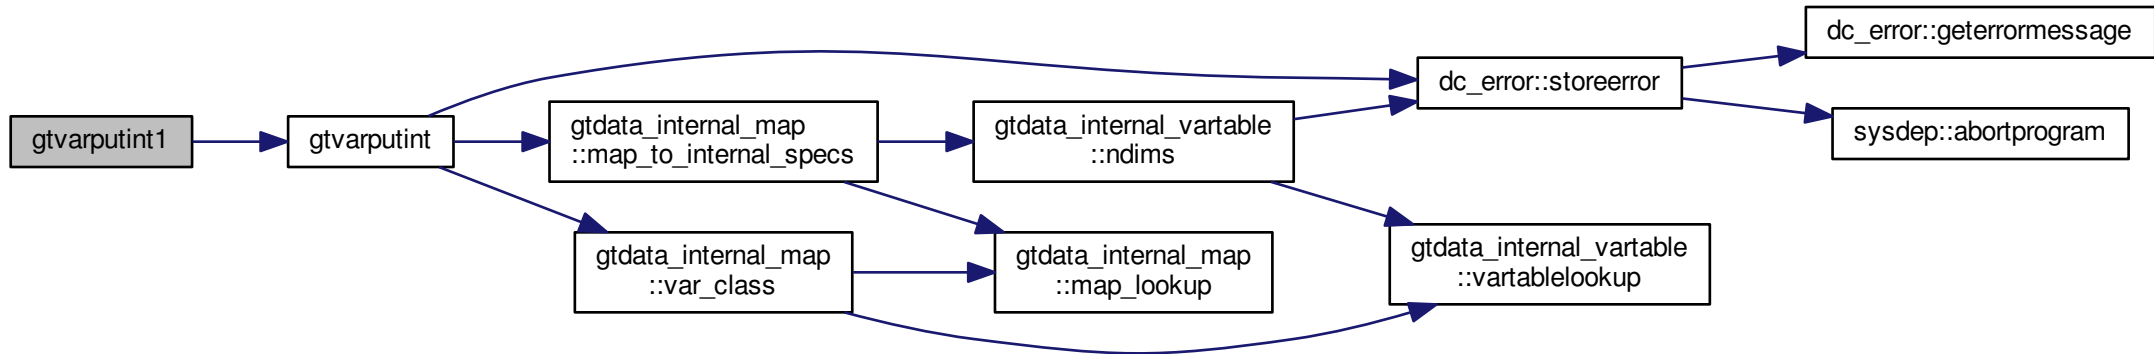 gtvarputint1
gtvarputint
gtdata_internal_map
::map_to_internal_specs
gtdata_internal_map
::var_class
gtdata_internal_vartable
::ndims
gtdata_internal_map
::map_lookup
dc_error::storeerror
gtdata_internal_vartable
::vartablelookup
dc_error::geterrormessage
sysdep::abortprogram